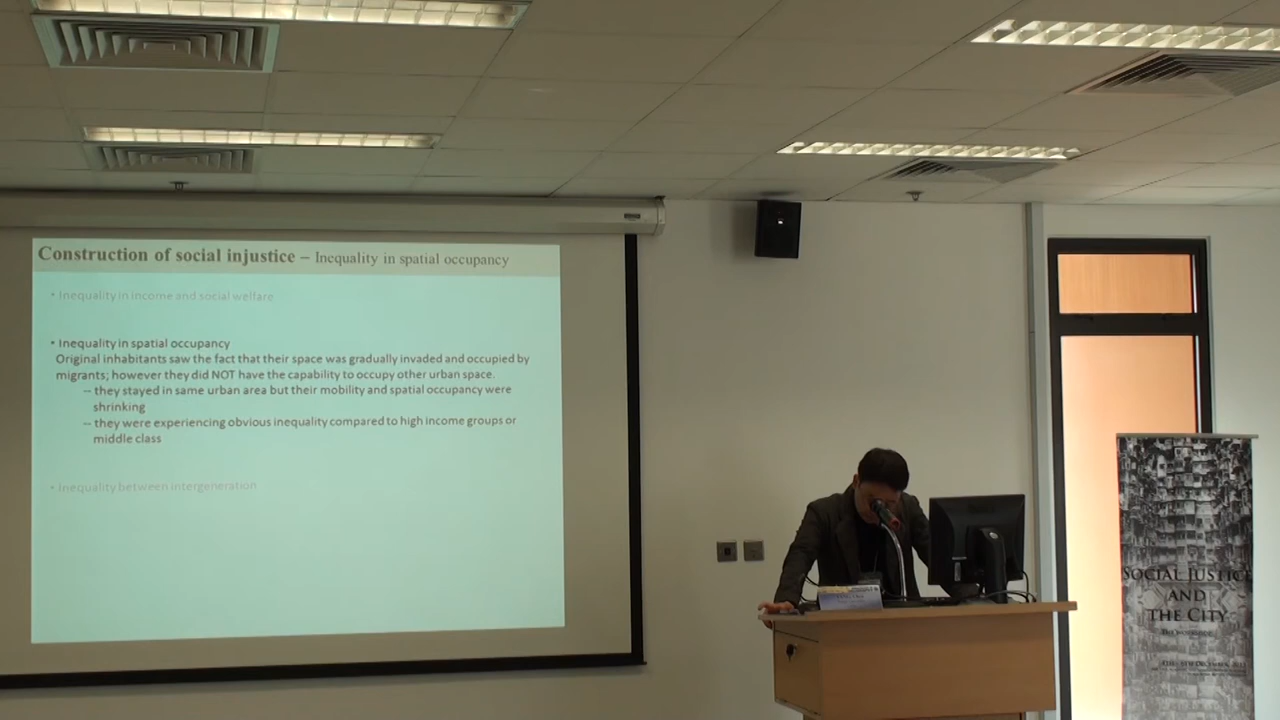 Construction of social injustice – Inequality in spatial occupancy
• Inequality in income and social welfare
• Inequality in spatial occupancy
Original inhabitants saw the fact that their space was gradually invaded and occupied by
migrants; however they did NOT have the capability to occupy other urban space.
-- they stayed in same urban area but their mobility and spatial occupancy were
shrinking
-- they were experiencing obvious inequality compared to high income groups or
middle class
• Inequality between intergeneration
SOCIAL JUSTICE
AND
THE CITY